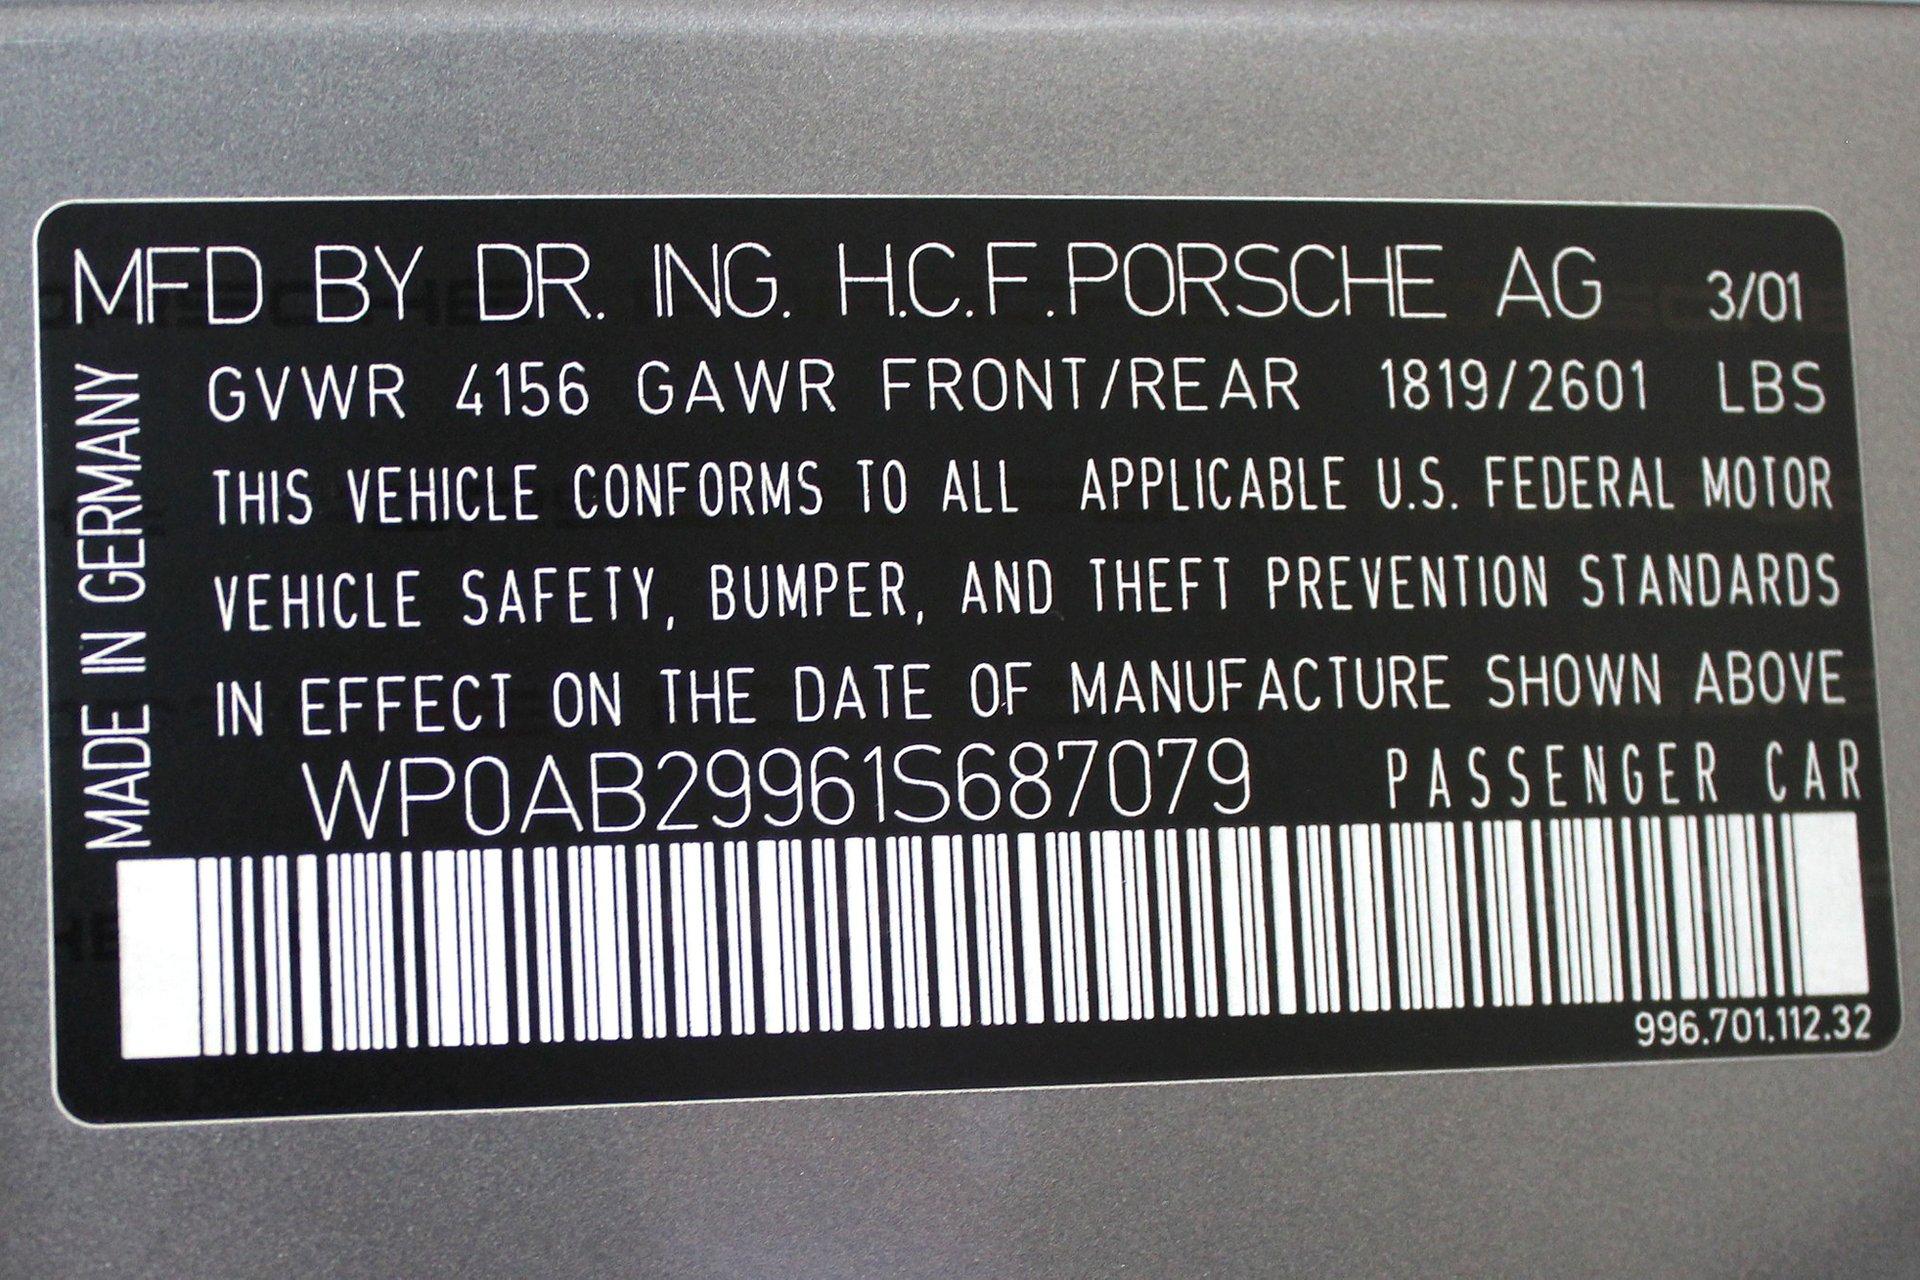 MFD BY DR. ING. H.C.F.PORSCHE AG 3/01
GVWR 4156 GAWR FRONT/REAR 1819/2601 LBS
THIS VEHICLE CONFORMS TO ALL APPLICABLE U.S. FEDERAL MOTOR
VEHICLE SAFETY, BUMPER, AND THEFT PREVENTION STANDARDS
IN EFFECT ON THE DATE OF MANUFACTURE SHOWN ABOVE
WP0AB29961S687079 PASSENGER CAR
996.701.112.32
MADE IN GERMANY